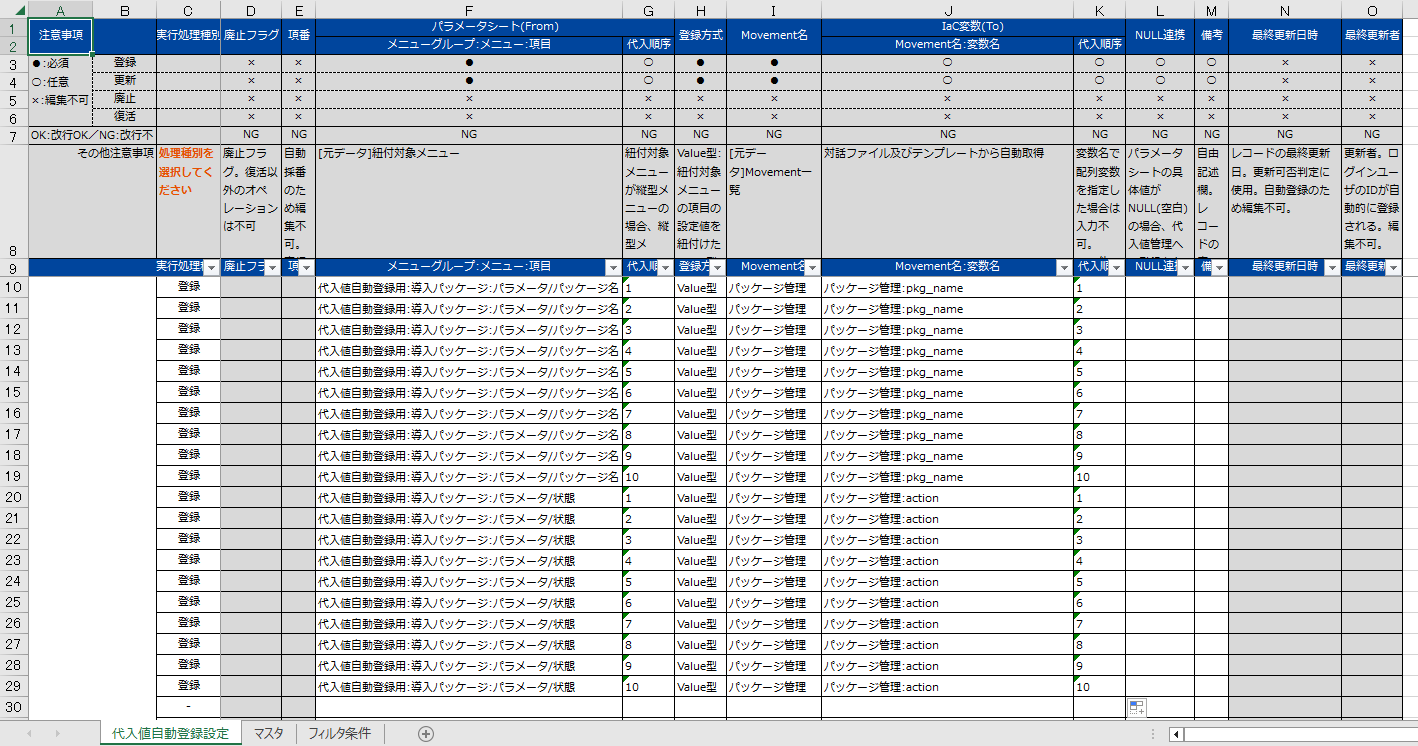 A B C D E F G H I J K L M N O
1 注意事項 実行処理種別 廃止フラグ 項番 パラメータシート(From) 登録方式 Movement名 IaC変数(To) NULL連携 備考 最終更新日時 最終更新者
2 メニューグループ:メニュー:項目 代入順序 Movement名:変数名 代入順序
3 ●:必須 登録 × × ● ○ ● ● ○ ○ ○ ○ × ×
4 ○:任意 更新 × × ● ○ ● ● ○ ○ ○ ○ × ×
5 ×:編集不可 廃止 × × × × × × × × × × × ×
6 復活 × × × × × × × × × × × ×
7 OK:改行OK／NG:改行不 NG NG NG NG NG NG NG NG NG NG NG NG
8 その他注意事項
処理種別を
選択してく
ださい
廃止フラ
グ。復活以
外のオペ
レーション
は不可
自動
採番
のた
め編
集不
可。
[元データ]紐付対象メニュー
紐付対象
メニュー
が縦型メ
ニューの
場合、縦
型メ
Value型:
紐付対象
メニュー
の項目の
設定値を
紐付けた
[元デー
タ]Movement一
覧
対話ファイル及びテンプレートから自動取得
変数名で
配列変数
を指定し
た場合は
入力不
可。
パラメータ
シートの具
体値が
NULL(空白)
の場合、代
入値管理へ
自由
記述
欄。
レ
コー
ドの
レコードの最終更新
日。更新可否判定に
使用。自動登録のた
め編集不可。
更新者。ロ
グインユー
ザのIDが自
動的に登録
される。編
集不可。
9 実行処理種 廃止フラ 項 メニューグループ:メニュー:項目 代入順 登録方 Movement名 Movement名:変数名 代入順 NULL連携 備 最終更新日時 最終更新
10 登録 代入値自動登録用:導入パッケージ:パラメータ/パッケージ名 1 Value型 パッケージ管理 パッケージ管理:pkg_name 1
11 登録 代入値自動登録用:導入パッケージ:パラメータ/パッケージ名 2 Value型 パッケージ管理 パッケージ管理:pkg_name 2
12 登録 代入値自動登録用:導入パッケージ:パラメータ/パッケージ名 3 Value型 パッケージ管理 パッケージ管理:pkg_name 3
13 登録 代入値自動登録用:導入パッケージ:パラメータ/パッケージ名 4 Value型 パッケージ管理 パッケージ管理:pkg_name 4
14 登録 代入値自動登録用:導入パッケージ:パラメータ/パッケージ名 5 Value型 パッケージ管理 パッケージ管理:pkg_name 5
15 登録 代入値自動登録用:導入パッケージ:パラメータ/パッケージ名 6 Value型 パッケージ管理 パッケージ管理:pkg_name 6
16 登録 代入値自動登録用:導入パッケージ:パラメータ/パッケージ名 7 Value型 パッケージ管理 パッケージ管理:pkg_name 7
17 登録 代入値自動登録用:導入パッケージ:パラメータ/パッケージ名 8 Value型 パッケージ管理 パッケージ管理:pkg_name 8
18 登録 代入値自動登録用:導入パッケージ:パラメータ/パッケージ名 9 Value型 パッケージ管理 パッケージ管理:pkg_name 9
19 登録 代入値自動登録用:導入パッケージ:パラメータ/パッケージ名 10 Value型 パッケージ管理 パッケージ管理:pkg_name 10
20 登録 代入値自動登録用:導入パッケージ:パラメータ/状態 1 Value型 パッケージ管理 パッケージ管理:action 1
21 登録 代入値自動登録用:導入パッケージ:パラメータ/状態 2 Value型 パッケージ管理 パッケージ管理:action 2
22 登録 代入値自動登録用:導入パッケージ:パラメータ/状態 3 Value型 パッケージ管理 パッケージ管理:action 3
23 登録 代入値自動登録用:導入パッケージ:パラメータ/状態 4 Value型 パッケージ管理 パッケージ管理:action 4
24 登録 代入値自動登録用:導入パッケージ:パラメータ/状態 5 Value型 パッケージ管理 パッケージ管理:action 5
25 登録 代入値自動登録用:導入パッケージ:パラメータ/状態 6 Value型 パッケージ管理 パッケージ管理:action 6
26 登録 代入値自動登録用:導入パッケージ:パラメータ/状態 7 Value型 パッケージ管理 パッケージ管理:action 7
27 登録 代入値自動登録用:導入パッケージ:パラメータ/状態 8 Value型 パッケージ管理 パッケージ管理:action 8
28 登録 代入値自動登録用:導入パッケージ:パラメータ/状態 9 Value型 パッケージ管理 パッケージ管理:action 9
29 登録 代入値自動登録用:導入パッケージ:パラメータ/状態 10 Value型 パッケージ管理 パッケージ管理:action 10
30 -
代入値自動登録設定 マスタ フィルタ条件